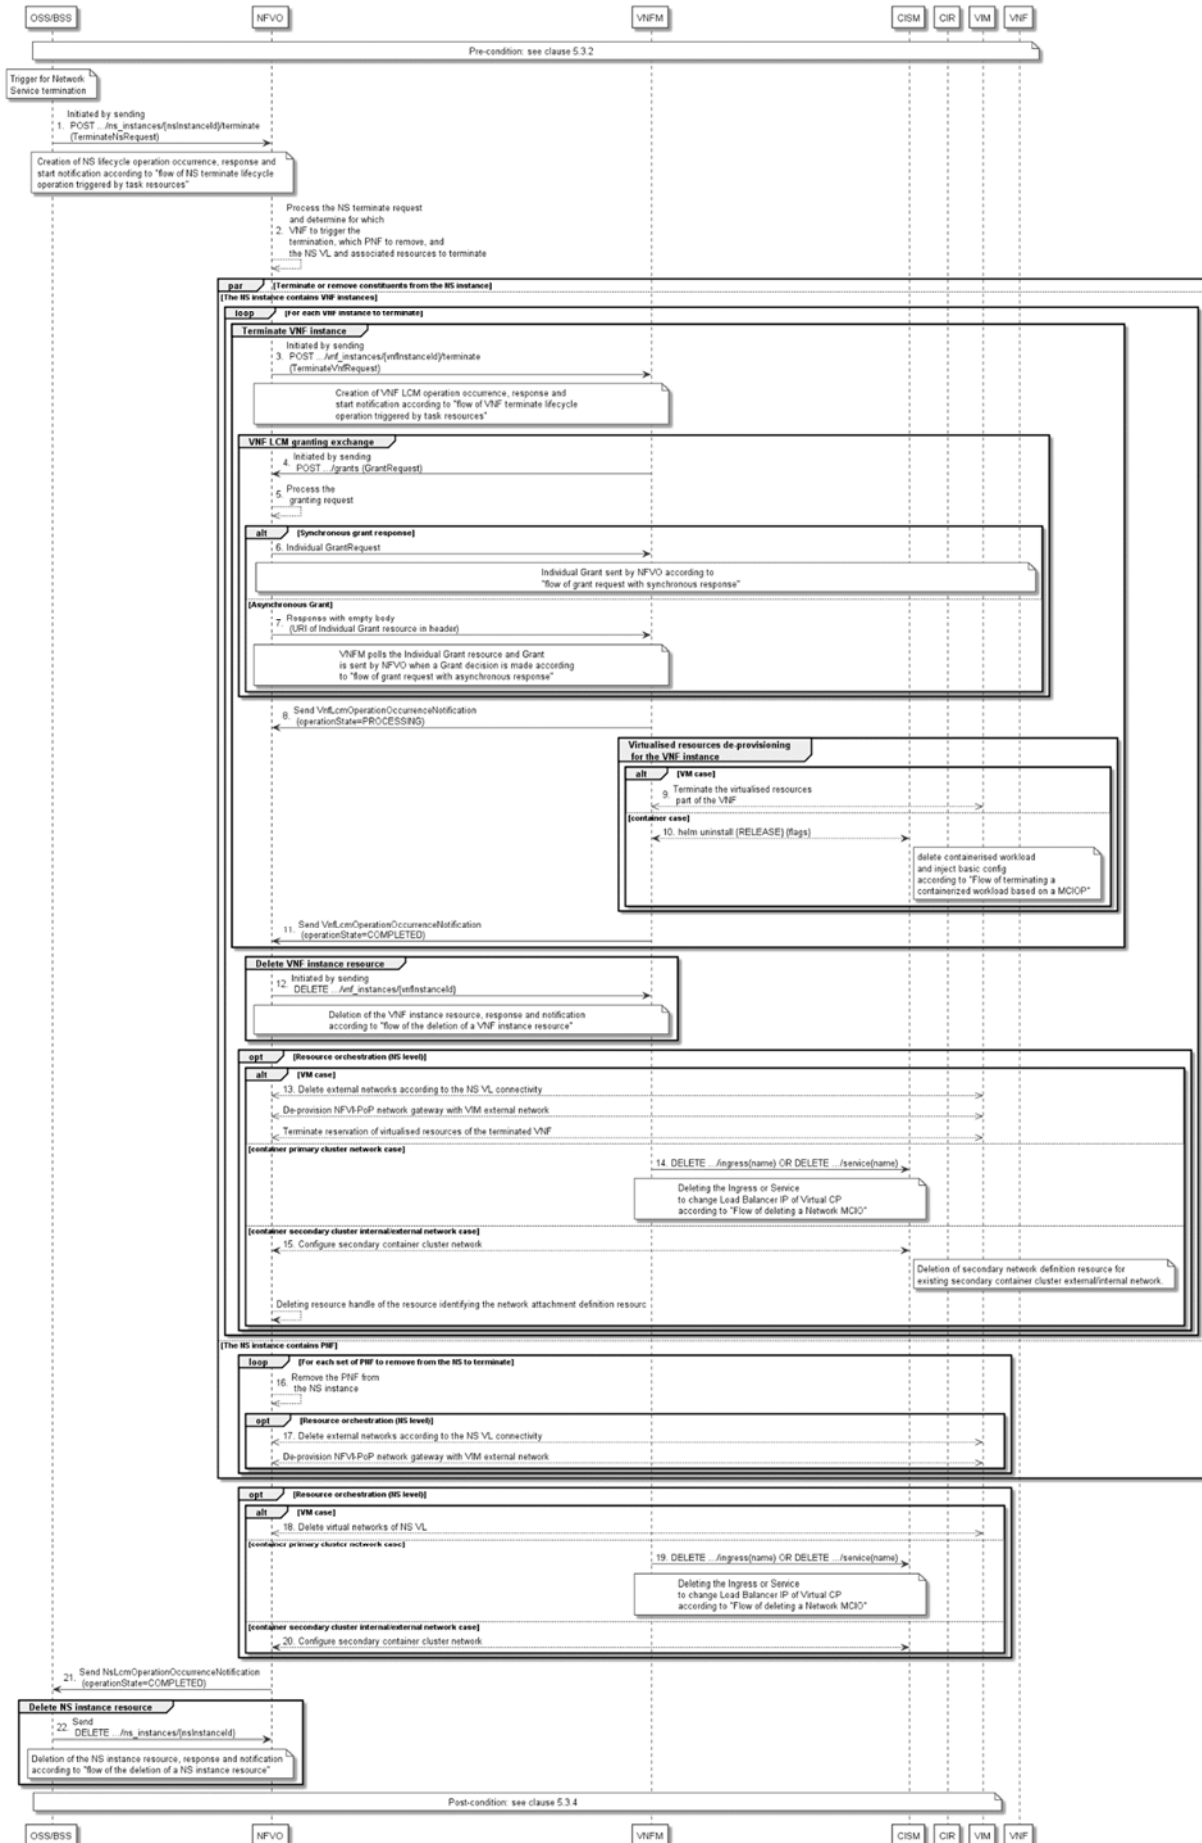 OSS/BSS NFVO VNFM CISM CIR VIM VNF
Pre-condition: see clause 5.3.2
Trigger for Network
Service termination
Initiated by sending
1. POST .../ns_instances/{nsInstanceId}/terminate
(TerminateNsRequest)
Creation of NS lifecycle operation occurrence, response and
start notification according to "flow of NS terminate lifecycle
operation triggered by task resources"
Process the NS terminate request
and determine for which
2. VNF to trigger the
termination, which PNF to remove, and
the NS VL and associated resources to terminate
par [Terminate or remove constituents from the NS instance]
[The NS instance contains VNF instances]
loop [For each VNF instance to terminate]
Terminate VNF instance
Initiated by sending
3. POST .../vnf_instances/{vnfInstanceId}/terminate
(TerminateVnfRequest)
Creation of VNF LCM operation occurrence, response and
start notification according to "flow of VNF terminate lifecycle
operation triggered by task resources"
VNF LCM granting exchange
4. Initiated by sending
POST .../grants (GrantRequest)
5. Process the
granting request
alt [Synchronous grant response]
6. Individual GrantRequest
Individual Grant sent by NFVO according to
"flow of grant request with synchronous response"
[Asynchronous Grant]
7. Response with empty body
(URI of Individual Grant resource in header)
VNFM polls the Individual Grant resource and Grant
is sent by NFVO when a Grant decision is made according
to "flow of grant request with asynchronous response"
8. Send VnfLcmOperationOccurrenceNotification
(operationState=PROCESSING)
Virtualised resources de-provisioning
for the VNF instance
alt [VM case]
9. Terminate the virtualised resources
part of the VNF
[container case]
10. helm uninstall (RELEASE) (flags)
delete containerised workload
and inject basic config
according to "Flow of terminating a
containerized workload based on a MCIOP"
11. Send VnfLcmOperationOccurrenceNotification
(operationState=COMPLETED)
Delete VNF instance resource
12. Initiated by sending
DELETE .../vnf_instances/{vnfInstanceId}
Deletion of the VNF instance resource, response and notification
according to "flow of the deletion of a VNF instance resource"
opt [Resource orchestration (NS level)]
alt [VM case]
13. Delete external networks according to the NS VL connectivity
De-provision NFVI-PoP network gateway with VIM external network
Terminate reservation of virtualised resources of the terminated VNF
[container primary cluster network case]
14. DELETE .../ingress(name) OR DELETE .../service(name)
Deleting the Ingress or Service
to change Load Balancer IP of Virtual CP
according to "Flow of deleting a Network MCIO"
[container secondary cluster internal/external network case]
15. Configure secondary container cluster network
Deletion of secondary network definition resource for
existing secondary container cluster external/internal network.
Deleting resource handle of the resource identifying the network attachment definition resourc
[The NS instance contains PNF]
loop [For each set of PNF to remove from the NS to terminate]
16. Remove the PNF from
the NS instance
opt [Resource orchestration (NS level)]
17. Delete external networks according to the NS VL connectivity
De-provision NFVI-PoP network gateway with VIM external network
opt [Resource orchestration (NS level)]
alt [VM case]
18. Delete virtual networks of NS VL
[container primary cluster network case]
19. DELETE .../ingress(name) OR DELETE .../service(name)
Deleting the Ingress or Service
to change Load Balancer IP of Virtual CP
according to "Flow of deleting a Network MCIO"
[container secondary cluster internal/external network case]
20. Configure secondary container cluster network
21. Send NsLcmOperationOccurrenceNotification
(operationState=COMPLETED)
Delete NS instance resource
22. Send
DELETE .../ns_instances/{nsInstanceId}
Deletion of the NS instance resource, response and notification
according to "flow of the deletion of a NS instance resource"
Post-condition: see clause 5.3.4
OSS/BSS NFVO VNFM CISM CIR VIM VNF